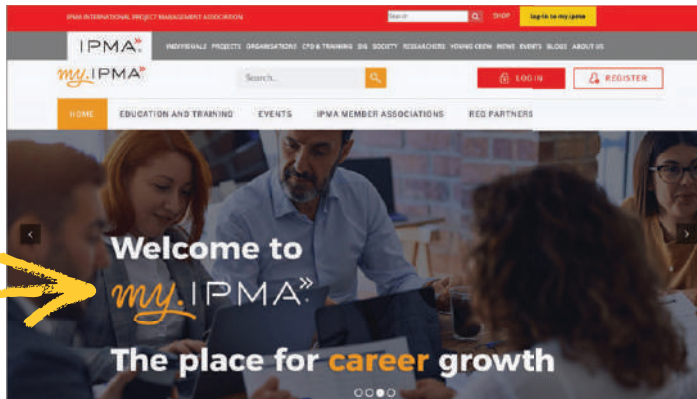 IPMA INTERNATIONAL PROJECT MANAGEMENT ASSOCIATION Search SHOP log-in to my.ipma
IPMA INDIVIDUALS PROJECTS ORGANISATIONS CPD & TRAINING SIG SOCIETY RESEARCHERS YOUNG CREW NEWS EVENTS BLOGS ABOUT US
my.IPMA Search... LOGIN REGISTER
HOME EDUCATION AND TRAINING EVENTS IPMA MEMBER ASSOCIATIONS REG PARTNERS
Welcome to
my.IPMA
The place for career growth